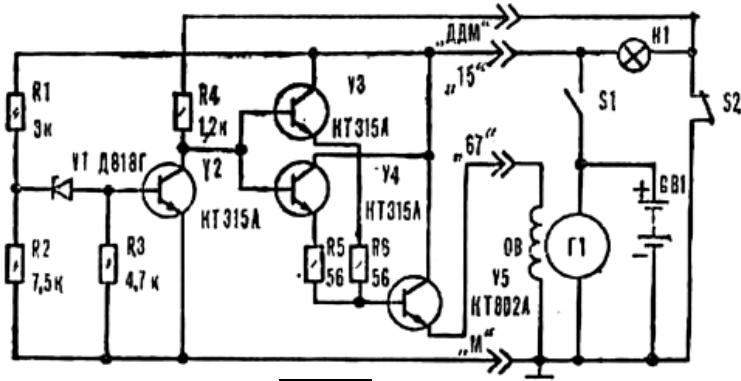 „ДДМ“
R1
3к
R4
1,2к
V3
КТ315А
„15“
H1
S1
S2
V1 Д818Г
V2
КТ315А
V4
КТ315А
„67“
+
GB1
-
R2
7,5к
R3
4,7к
R5
56
R6
56
V5
КТ802А
ОВ
Г1
„М“